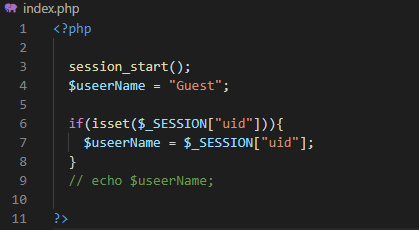 index.php
1 <?php
2
3 session_start();
4 $useerName = "Guest";
5
6 if(isset($_SESSION["uid"])){
7 $useerName = $_SESSION["uid"];
8 }
9 // echo $useerName;
10
11 ?>